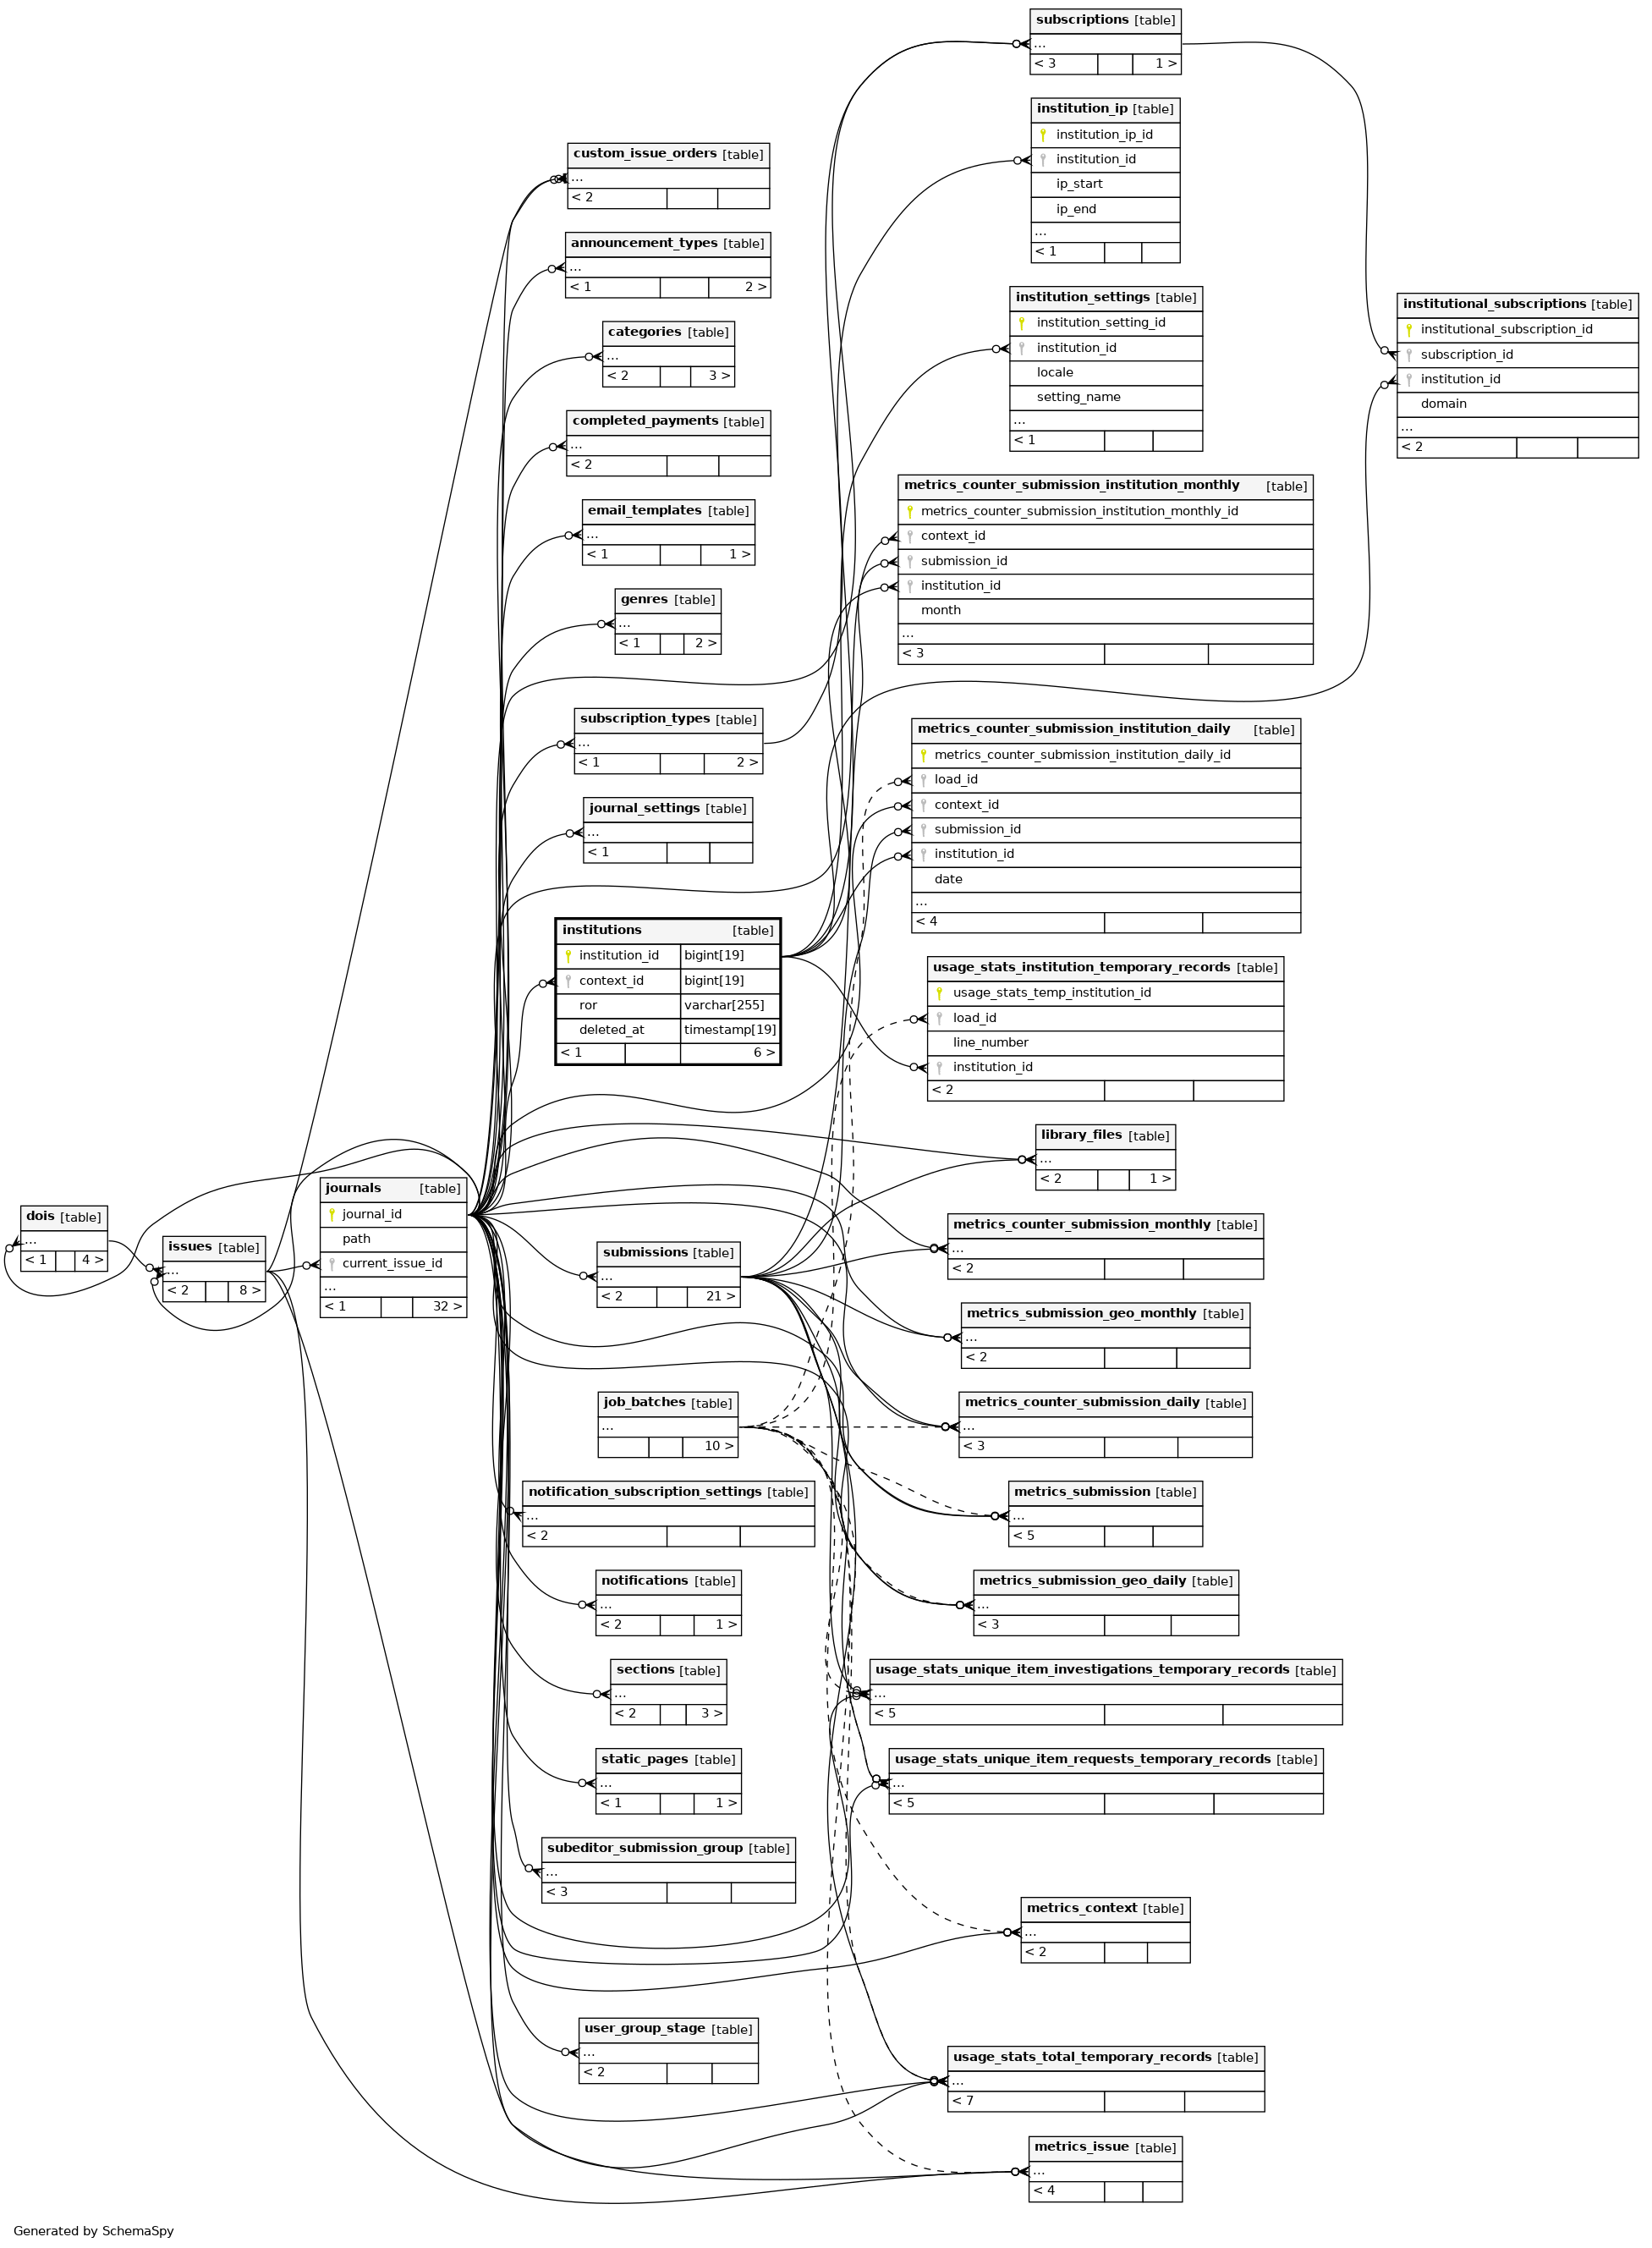 subscriptions [table]
...
< 3 1 >
institution_ip [table]
institution_ip_id
institution_id
ip_start
ip_end
...
< 1
custom_issue_orders [table]
...
< 2
announcement_types [table]
...
< 1 2 >
institution_settings [table]
institution_setting_id
institution_id
locale
setting_name
...
< 1
institutional_subscriptions [table]
institutional_subscription_id
subscription_id
institution_id
domain
...
< 2
categories [table]
...
< 2 3 >
completed_payments [table]
...
< 2
metrics_counter_submission_institution_monthly [table]
metrics_counter_submission_institution_monthly_id
context_id
submission_id
institution_id
month
...
< 3
email_templates [table]
...
< 1 1 >
genres [table]
...
< 1 2 >
subscription_types [table]
...
< 1 2 >
metrics_counter_submission_institution_daily [table]
metrics_counter_submission_institution_daily_id
load_id
context_id
submission_id
institution_id
date
...
< 4
journal_settings [table]
...
< 1
institutions [table]
institution_id bigint[19]
context_id bigint[19]
ror varchar[255]
deleted_at timestamp[19]
< 1 6 >
usage_stats_institution_temporary_records [table]
usage_stats_temp_institution_id
load_id
line_number
institution_id
< 2
library_files [table]
...
< 2 1 >
dois [table]
...
< 1 4 >
issues [table]
...
< 2 8 >
journals [table]
journal_id
path
current_issue_id
...
< 1 32 >
submissions [table]
...
< 2 21 >
metrics_counter_submission_monthly [table]
...
< 2
metrics_submission_geo_monthly [table]
...
< 2
job_batches [table]
...
10 >
metrics_counter_submission_daily [table]
...
< 3
notification_subscription_settings [table]
...
< 2
metrics_submission [table]
...
< 5
notifications [table]
...
< 2 1 >
metrics_submission_geo_daily [table]
...
< 3
sections [table]
...
< 2 3 >
usage_stats_unique_item_investigations_temporary_records [table]
...
< 5
static_pages [table]
...
< 1 1 >
usage_stats_unique_item_requests_temporary_records [table]
...
< 5
subeditor_submission_group [table]
...
< 3
metrics_context [table]
...
< 2
user_group_stage [table]
...
< 2
usage_stats_total_temporary_records [table]
...
< 7
metrics_issue [table]
...
< 4
Generated by SchemaSpy